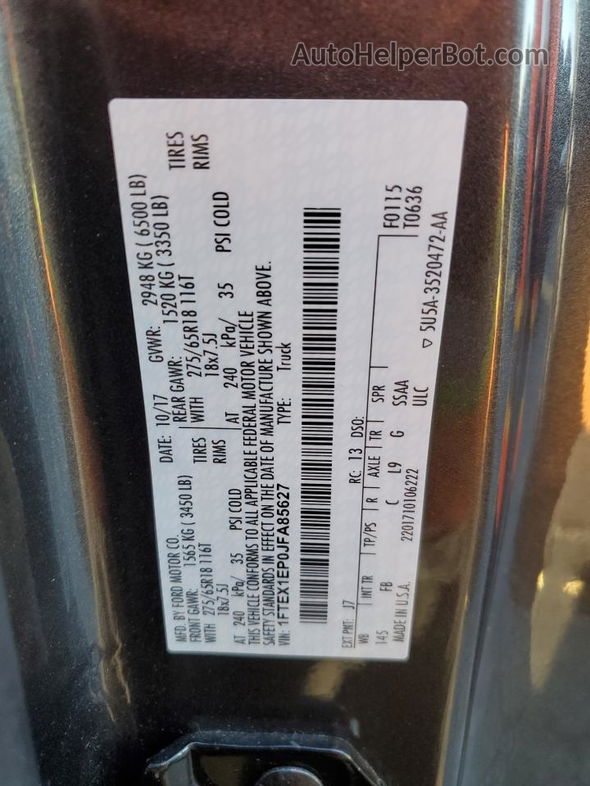 AutoHelperBot.com
MFD. BY FORD MOTOR CO. DATE: 10/17 GVWR: 2948 KG ( 6500 LB)
FRONT GAWR: 1565 KG ( 3450 LB) REAR GAWR: 1520 KG ( 3350 LB)
WITH 275/65R18 116T TIRES WITH 275/65R18 116T TIRES
18x7.5J RIMS 18x7.5J RIMS
AT 240 kPa/ 35 PSI COLD AT 240 kPa/ 35 PSI COLD
THIS VEHICLE CONFORMS TO ALL APPLICABLE FEDERAL MOTOR VEHICLE
SAFETY STANDARDS IN EFFECT ON THE DATE OF MANUFACTURE SHOWN ABOVE.
VIN: 1FTEX1EP0JFA85627 TYPE: Truck
EXT PNT: J7 RC: 13 DSO: F0115
WB INT TR TP/PS R AXLE TR SPR T0636
145 FB C L9 G SSAA
MADE IN U.S.A. 2201710106222 ULC
▽ 5U5A-3520472-AA